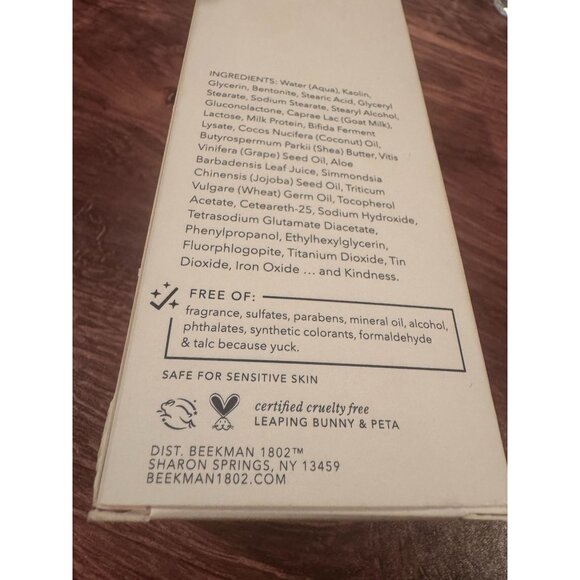 INGREDIENTS: Water (Aqua), Kaolin,
Glycerin, Bentonite, Stearic Acid, Glyceryl
Stearate, Sodium Stearate, Stearyl Alcohol,
Gluconolactone, Caprae Lac (Goat Milk),
Lactose, Milk Protein, Bifida Ferment
Lysate, Cocos Nucifera (Coconut) Oil,
Butyrospermum Parkii (Shea) Butter, Vitis
Vinifera (Grape) Seed Oil, Aloe
Barbadensis Leaf Juice, Simmondsia
Chinensis (Jojoba) Seed Oil, Triticum
Vulgare (Wheat) Germ Oil, Tocopherol
Acetate, Ceteareth-25, Sodium Hydroxide,
Tetrasodium Glutamate Diacetate,
Phenylpropanol, Ethylhexylglycerin,
Fluorphlogopite, Titanium Dioxide, Tin
Dioxide, Iron Oxide ... and Kindness.
FREE OF:
fragrance, sulfates, parabens, mineral oil, alcohol,
phthalates, synthetic colorants, formaldehyde
& talc because yuck.
SAFE FOR SENSITIVE SKIN
certified cruelty free
LEAPING BUNNY & PETA
DIST. BEEKMAN 1802™
SHARON SPRINGS, NY 13459
BEEKMAN1802.COM